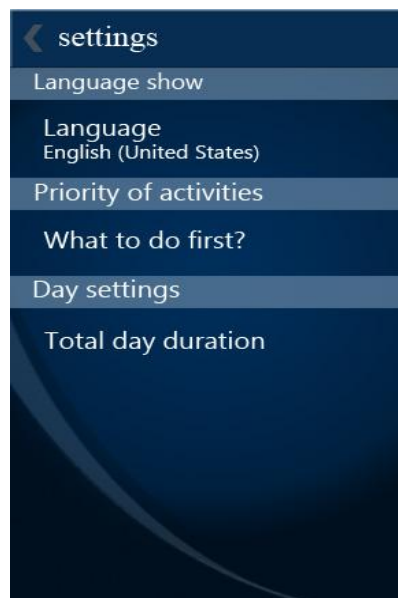 settings
Language show
Language
English (United States)
Priority of activities
What to do first?
Day settings
Total day duration